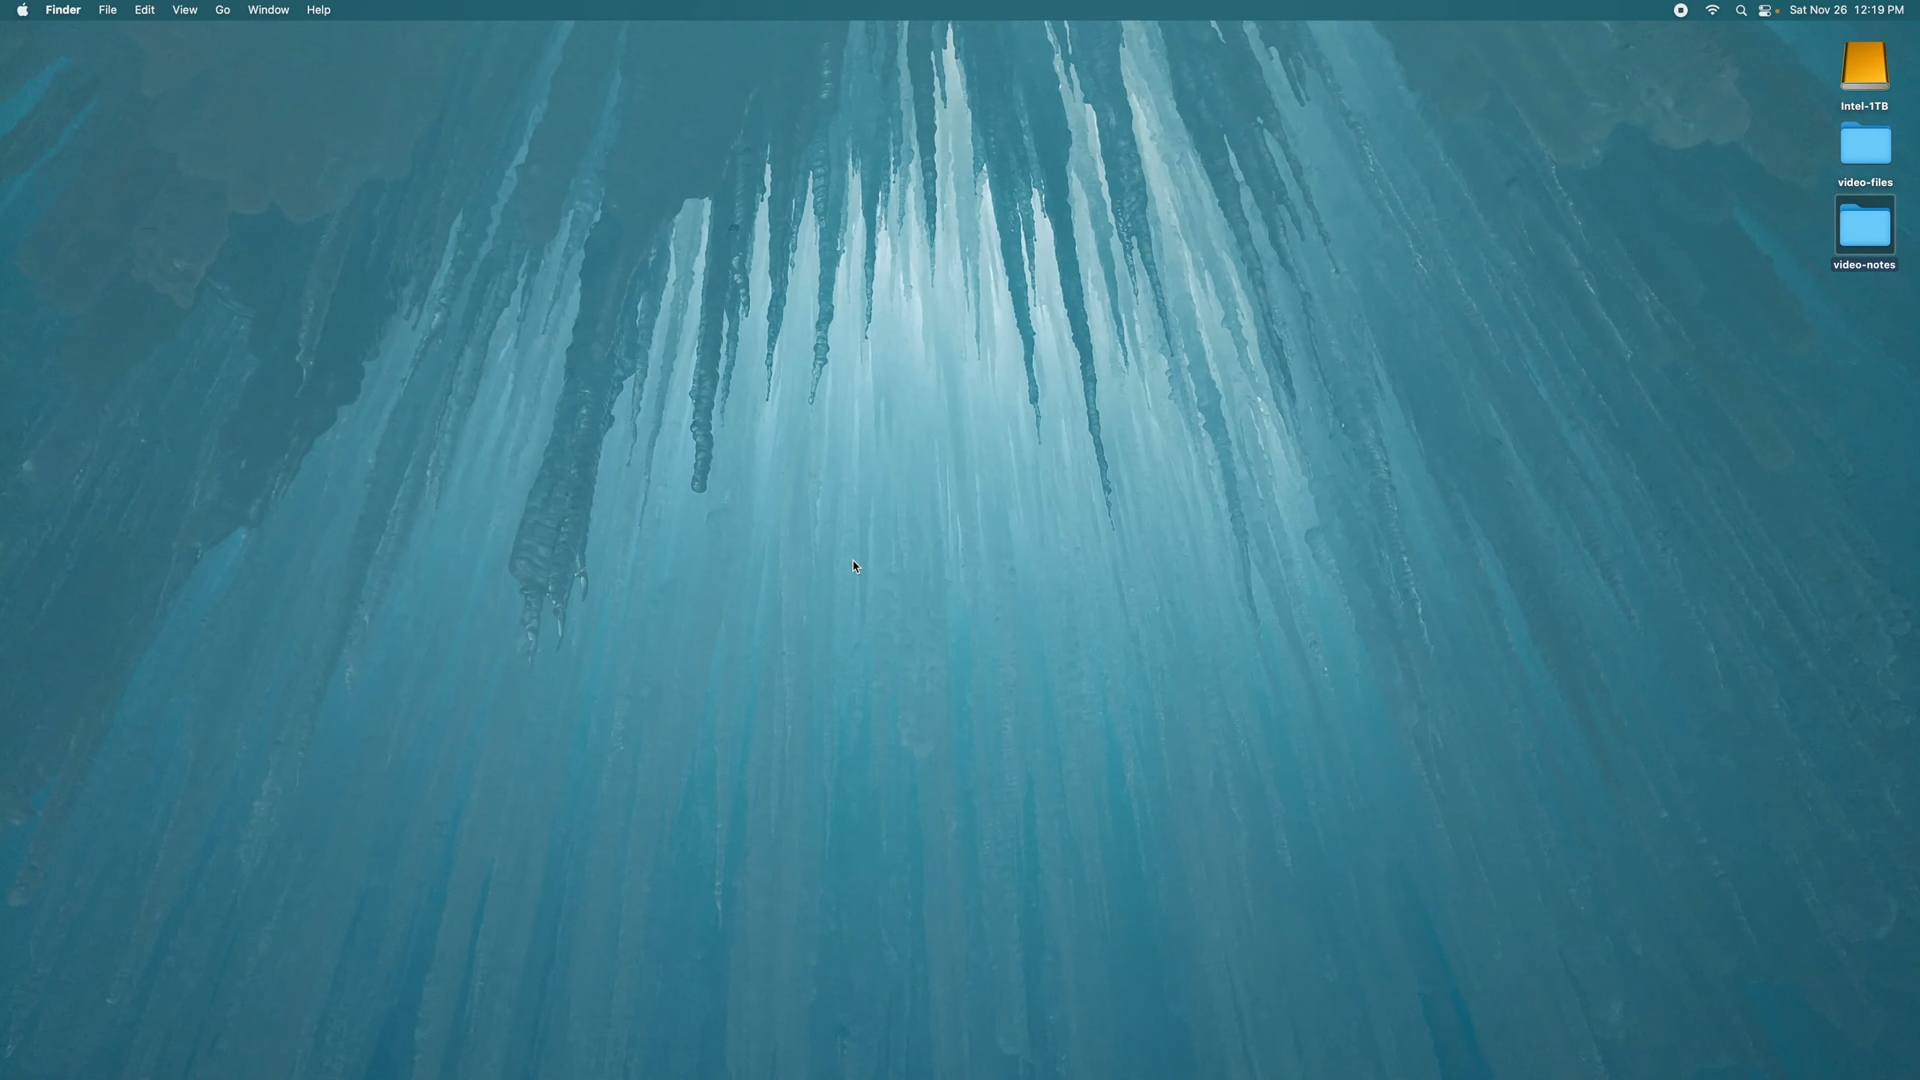 Finder File Edit View Go Window Help Sat Nov 26 12:19 PM
Intel-1TB
video-files
video-notes